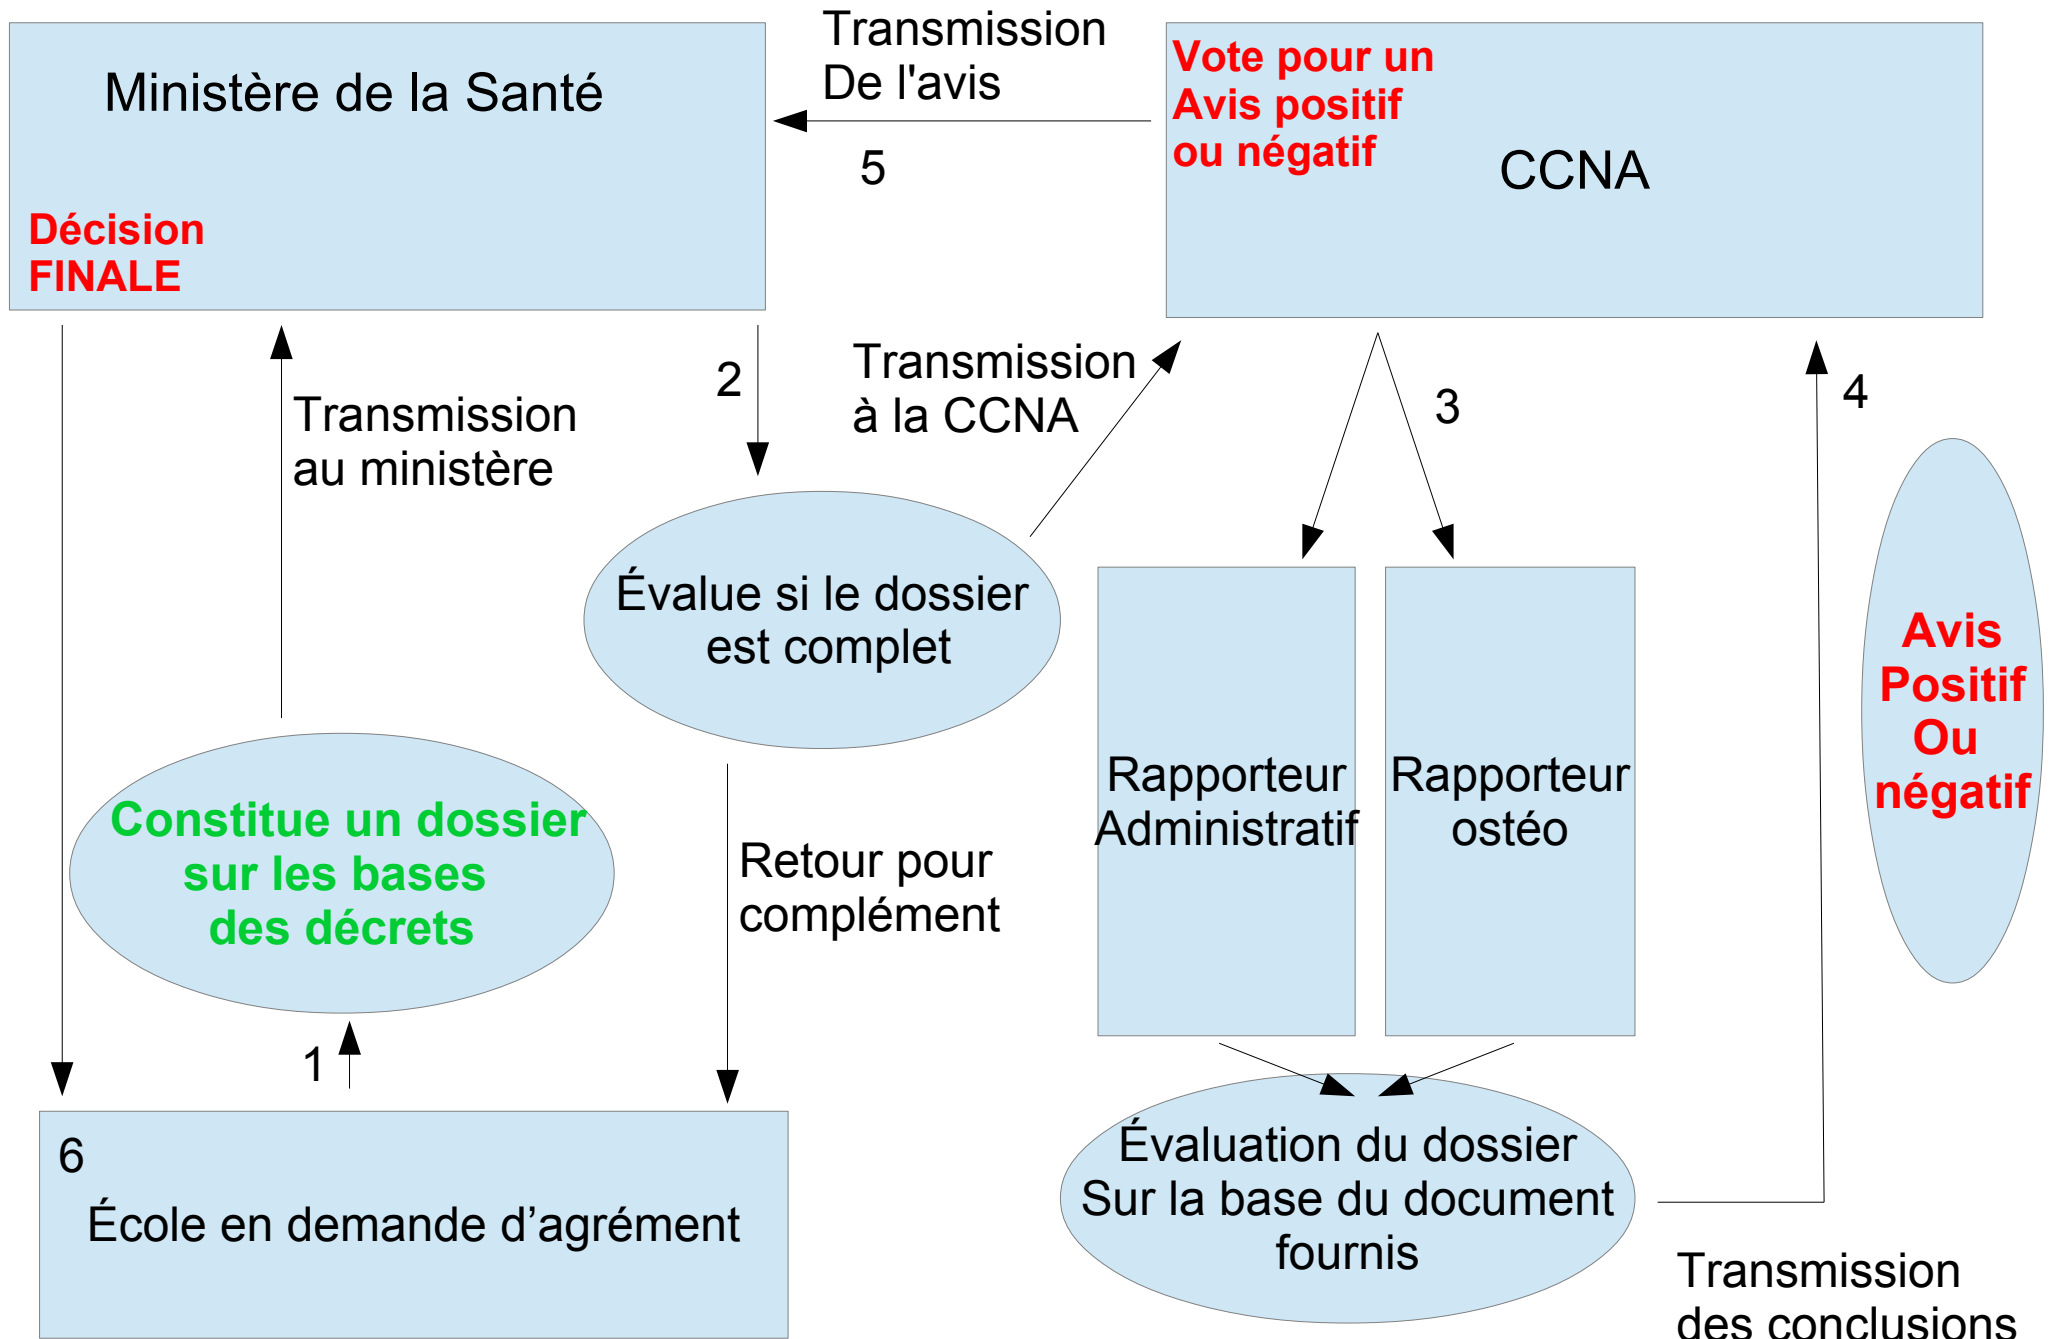 Ministère de la Santé
Décision
FINALE
Transmission
De l'avis
5
Vote pour un
Avis positif
ou négatif
CCNA
Transmission
au ministère
2
Transmission
à la CCNA
3
4
Évalue si le dossier
est complet
Constitue un dossier
sur les bases
des décrets
Retour pour
complément
Rapporteur
Administratif
Rapporteur
ostéo
Avis
Positif
Ou
négatif
1
6
École en demande d’agrément
Évaluation du dossier
Sur la base du document
fournis
Transmission
des conclusions